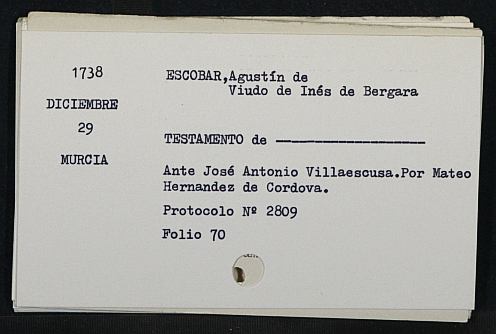 1738
DICIEMBRE
29
MURCIA
ESCOBAR,Agustín de
Viudo de Inés de Bergara
TESTAMENTO de ———————————
Ante José Antonio Villaescusa.Por Mateo
Hernandez de Cordova.
Protocolo Nº 2809
Folio 70